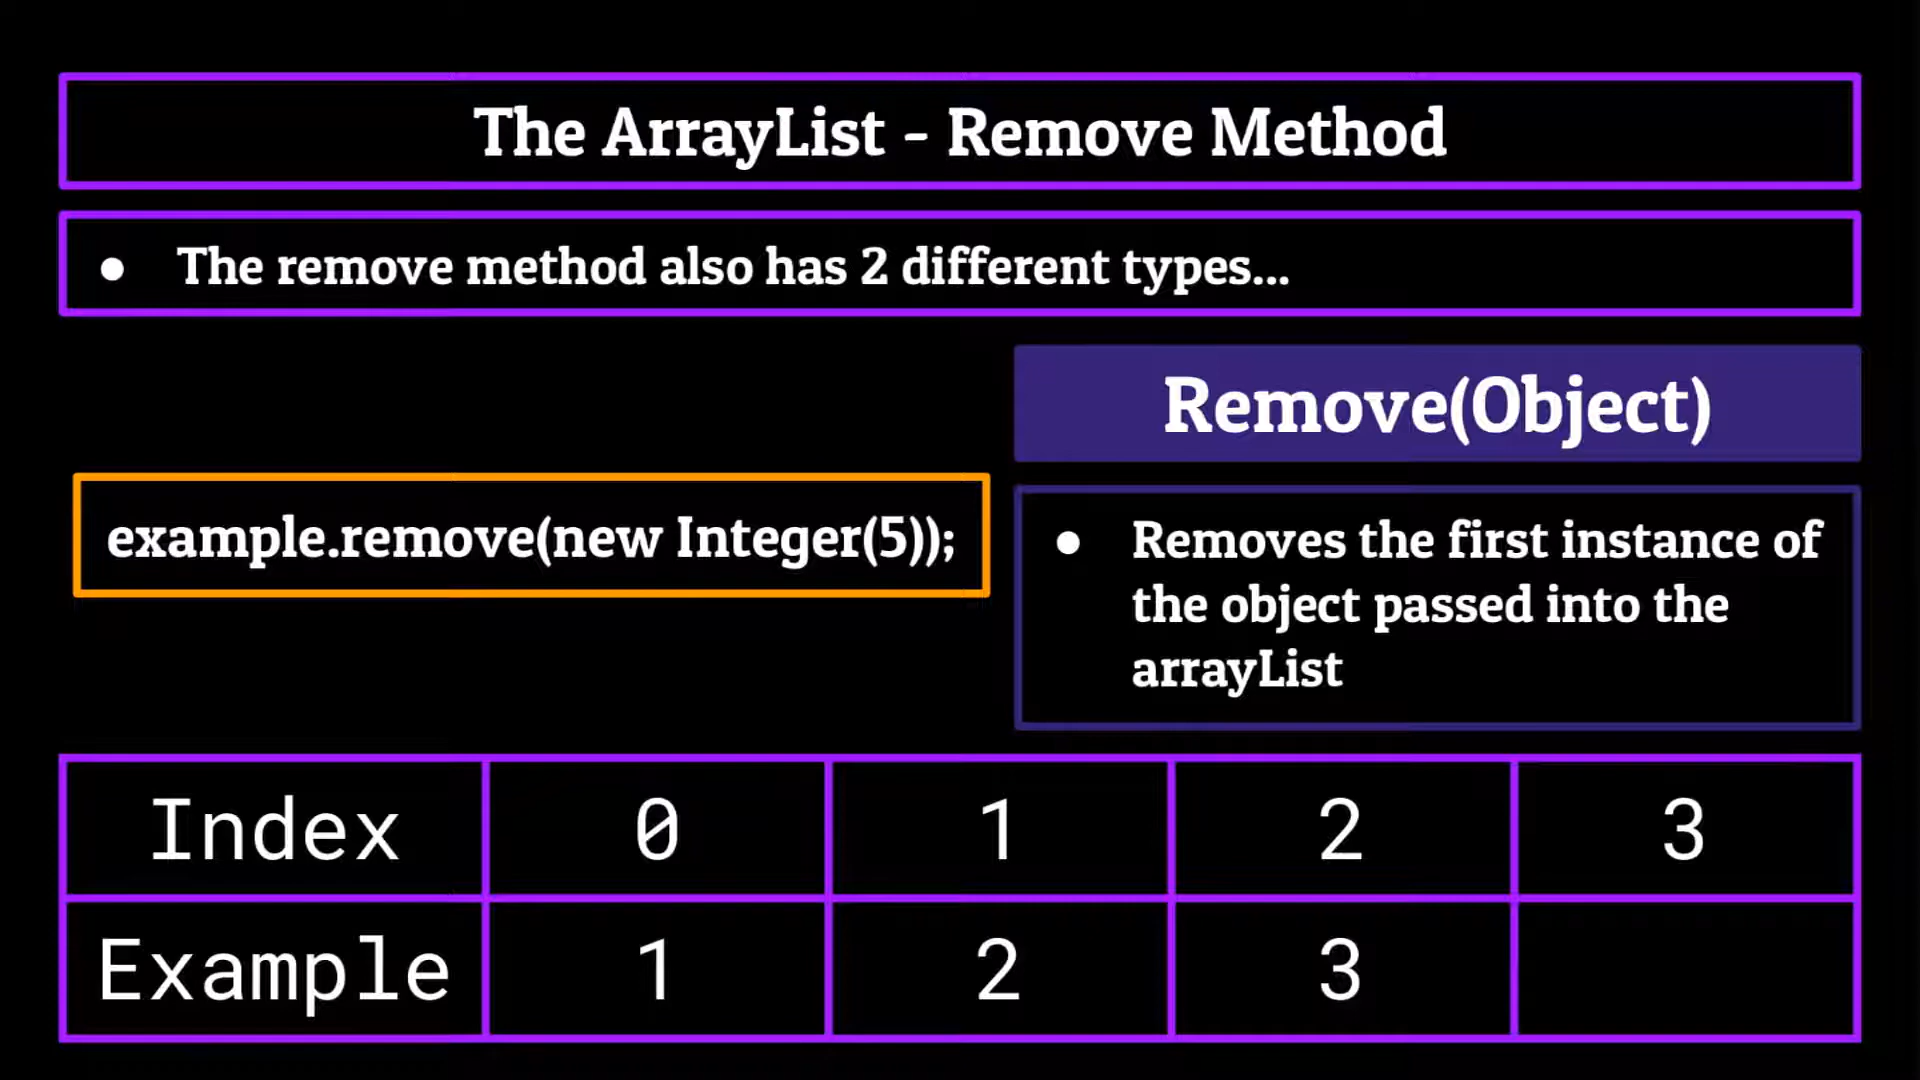 The ArrayList - Remove Method
● The remove method also has 2 different types...
Remove(Object)
example.remove(new Integer(5));
● Removes the first instance of
the object passed into the
arrayList
Index 0 1 2 3
Example 1 2 3